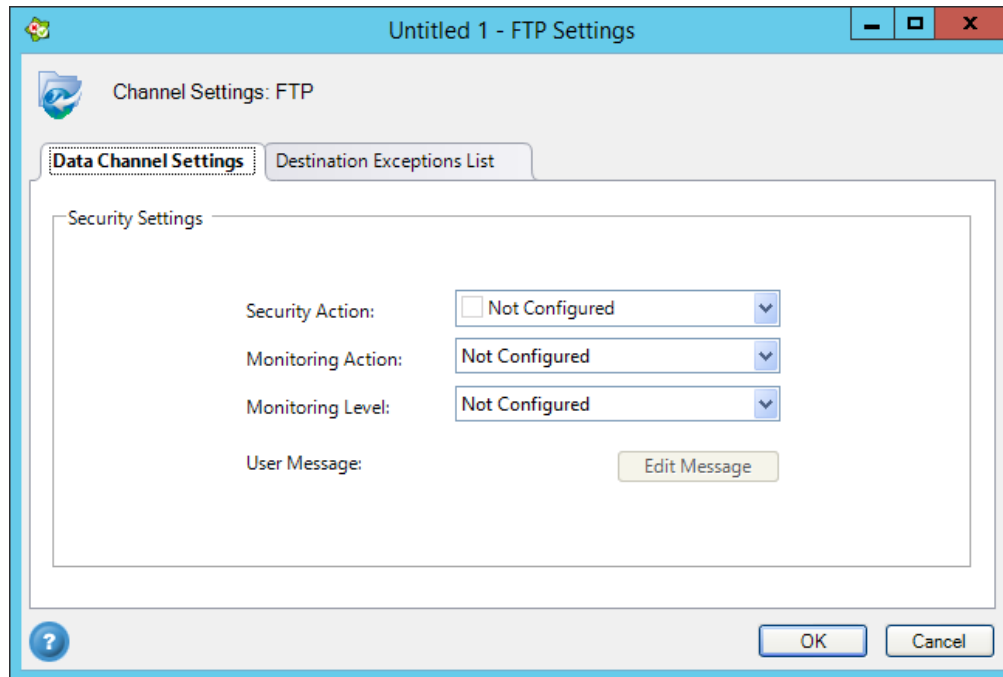 Untitled 1 - FTP Settings
Channel Settings: FTP
Data Channel Settings
Destination Exceptions List
Security Settings
Security Action: Not Configured
Monitoring Action: Not Configured
Monitoring Level: Not Configured
User Message: Edit Message
? OK Cancel